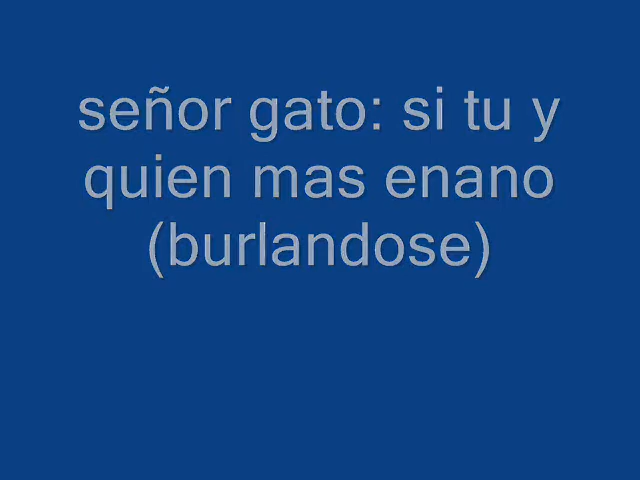 señor gato: si tu y
quien mas enano
(burlandose)